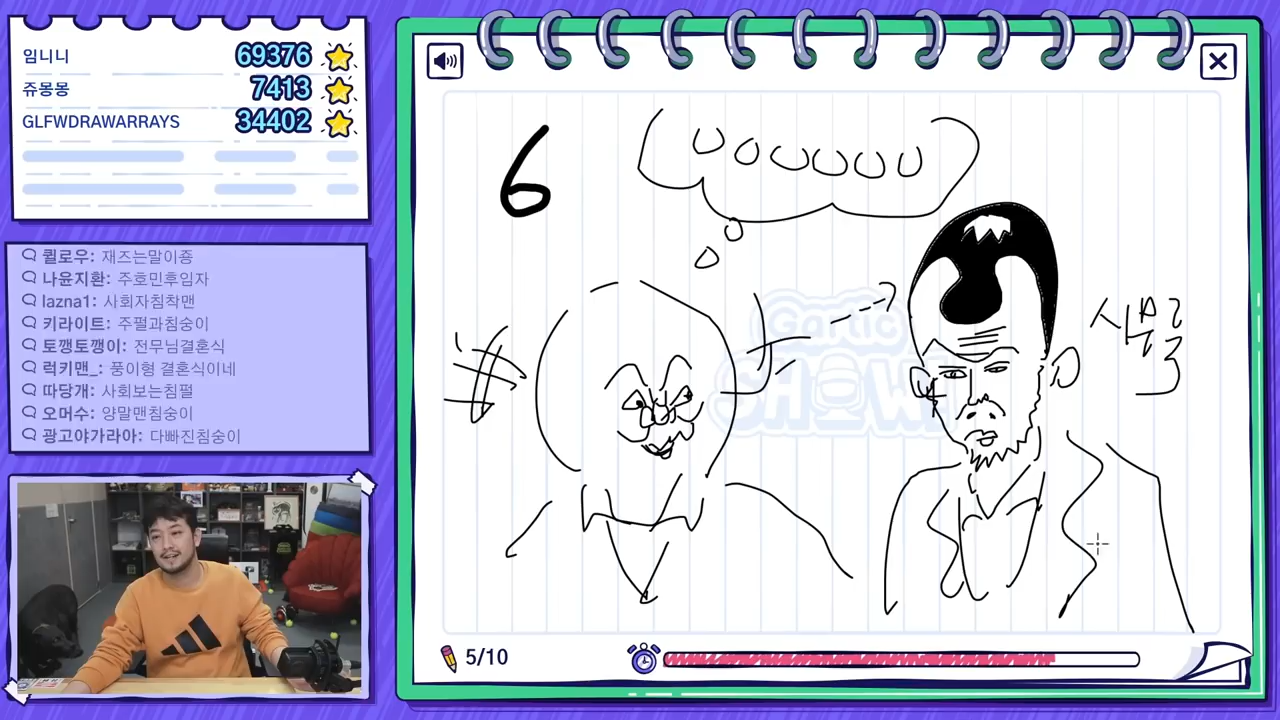 임니니 69376
쥬몽몽 7413
GLFWDRAWARRAYS 34402
퀼로우: 재즈는말이죵
나윤지환: 주호민후임자
lazna1: 사회자침착맨
키라이트: 주펄과침숭이
토깽토깽이: 전무님결혼식
럭키맨_: 풍이형 결혼식이네
따당개: 사회보는침펄
오머수: 양말맨침숭이
광고야가라아: 다빠진침숭이
6
Gartic
SHOW!
5/10